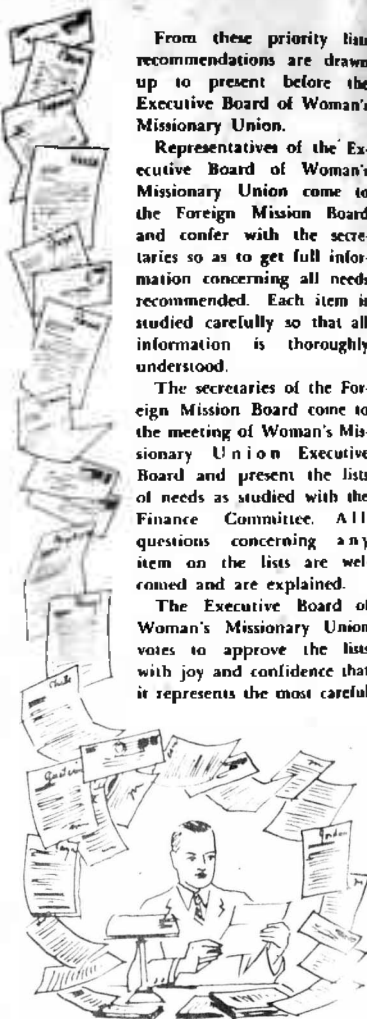 From these priority lists
recommendations are drawn
up to present before the
Executive Board of Woman's
Missionary Union.
Representatives of the Ex-
ecutive Board of Woman's
Missionary Union come to
the Foreign Mission Board
and confer with the secre-
taries so as to get full infor-
mation concerning all needs
recommended. Each item is
studied carefully so that all
information is thoroughly
understood.
The secretaries of the For-
eign Mission Board come to
the meeting of Woman's Mis-
sionary Union Executive
Board and present the lists
of needs as studied with the
Finance Committee. All
questions concerning any
item on the lists are wel-
comed and are explained.
The Executive Board of
Woman's Missionary Union
votes to approve the lists
with joy and confidence that
it represents the most careful
Chile
Jordan